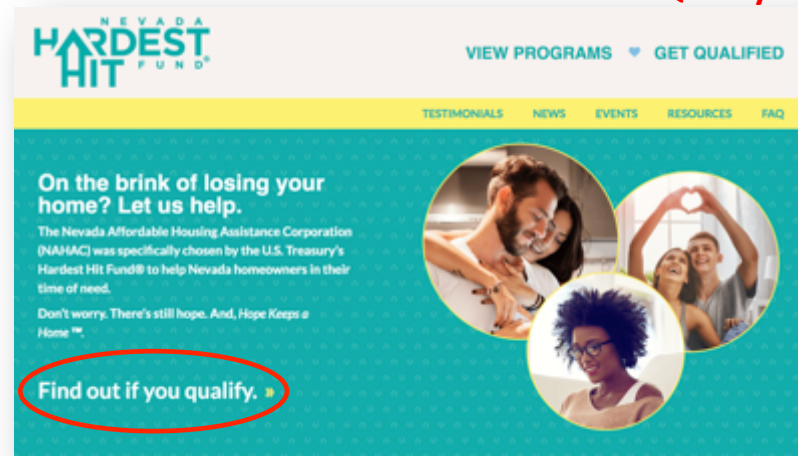 NEVADA
HARDEST
HIT FUND®
VIEW PROGRAMS GET QUALIFIED
TESTIMONIALS NEWS EVENTS RESOURCES FAQ
On the brink of losing your
home? Let us help.
The Nevada Affordable Housing Assistance Corporation
(NAHAC) was specifically chosen by the U.S. Treasury's
Hardest Hit Fund® to help Nevada homeowners in their
time of need.
Don't worry. There's still hope. And, Hope Keeps a
Home ™.
Find out if you qualify. »